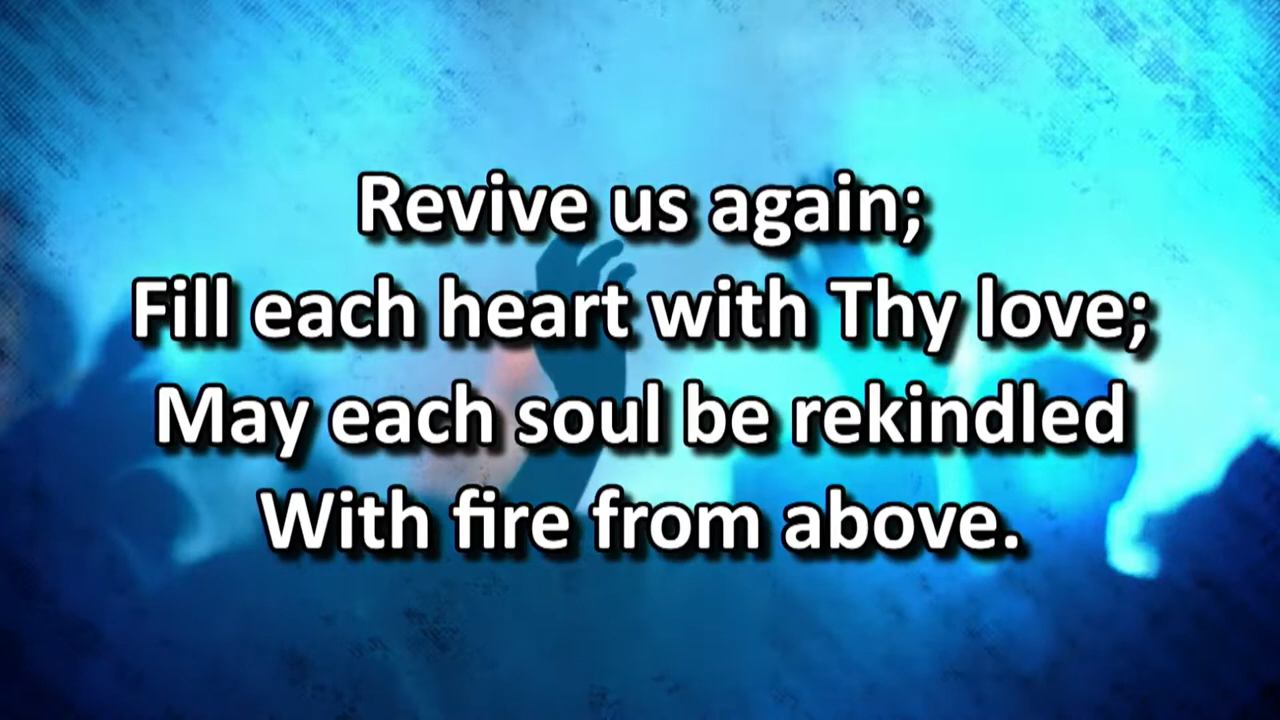 Revive us again;
Fill each heart with Thy love;
May each soul be rekindled
With fire from above.